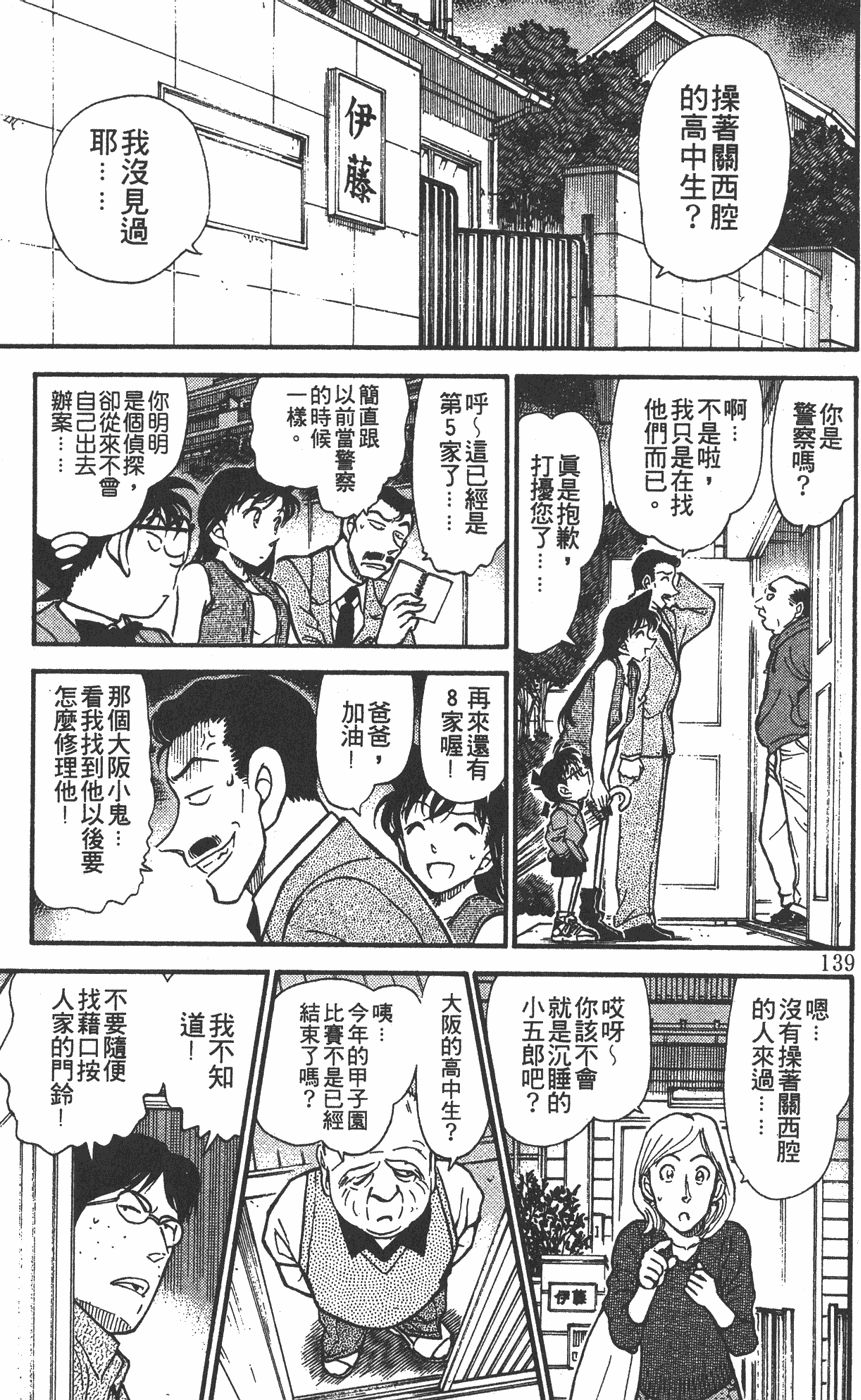 操著關西腔
的高中生？
伊藤
我沒見過
耶……
你是
警察嗎？
啊…
不是啦，
我只是在找
他們而已。
眞是抱歉，
打擾您了……
呼～這已經是
第5家了……
簡直跟
以前當警察
的時候
一樣。
你明明
是個偵探，
卻從來不會
自己出去
辦案……
再來還有
8家喔！
爸爸，
加油！
那個大阪小鬼…
看我找到他以後要
怎麼修理他！
139
嗯…
沒有操著關西腔
的人來過……
哎呀～
你該不會
就是沉睡的
小五郎吧？
伊藤
大阪的高中生？
咦…
今年的甲子園
比賽不是已經
結束了嗎？
我不知
道！
不要隨便
找藉口按
人家的門鈴！